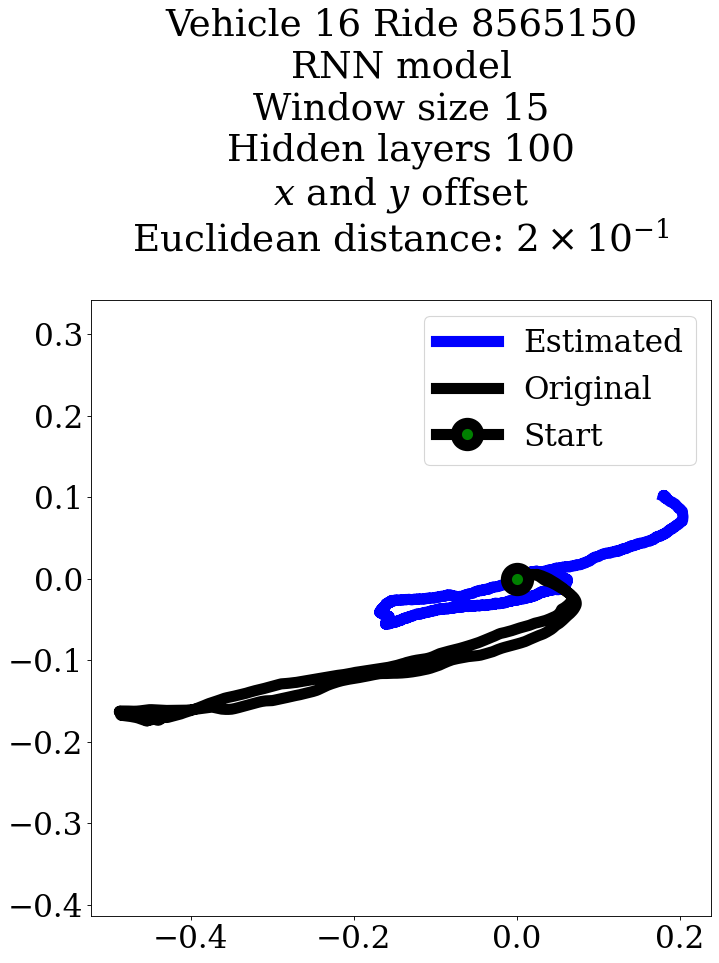 Vehicle 16 Ride 8565150
RNN model
Window size 15
Hidden layers 100
x and y offset
Euclidean distance: 2 × 10⁻¹
Estimated
Original
Start
0.3
0.2
0.1
0.0
−0.1
−0.2
−0.3
−0.4
−0.4
−0.2
0.0
0.2